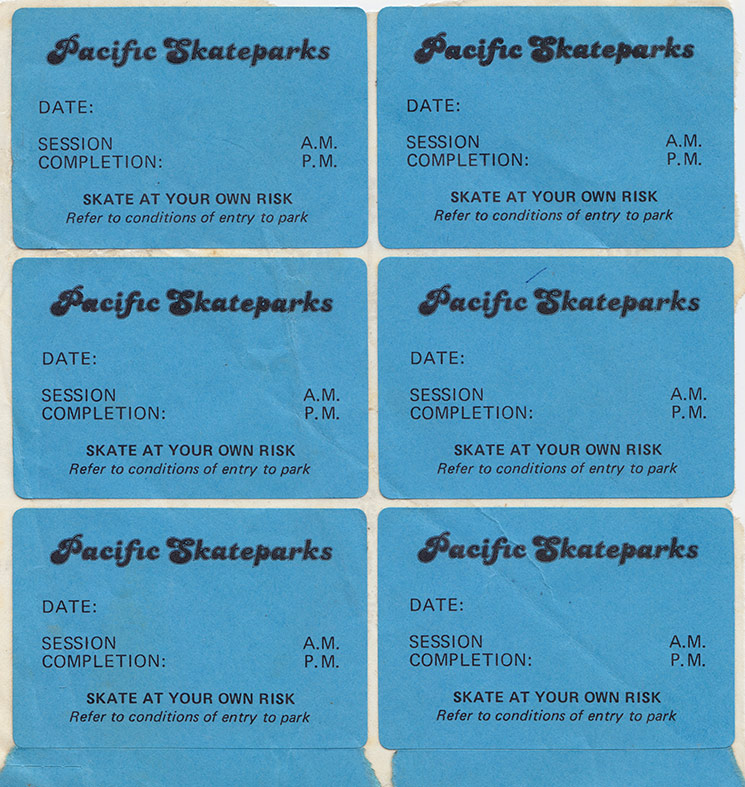 Pacific Skateparks
DATE:
SESSION A.M.
COMPLETION: P.M.
SKATE AT YOUR OWN RISK
Refer to conditions of entry to park
Pacific Skateparks
DATE:
SESSION A.M.
COMPLETION: P.M.
SKATE AT YOUR OWN RISK
Refer to conditions of entry to park
Pacific Skateparks
DATE:
SESSION A.M.
COMPLETION: P.M.
SKATE AT YOUR OWN RISK
Refer to conditions of entry to park
Pacific Skateparks
DATE:
SESSION A.M.
COMPLETION: P.M.
SKATE AT YOUR OWN RISK
Refer to conditions of entry to park
Pacific Skateparks
DATE:
SESSION A.M.
COMPLETION: P.M.
SKATE AT YOUR OWN RISK
Refer to conditions of entry to park
Pacific Skateparks
DATE:
SESSION A.M.
COMPLETION: P.M.
SKATE AT YOUR OWN RISK
Refer to conditions of entry to park